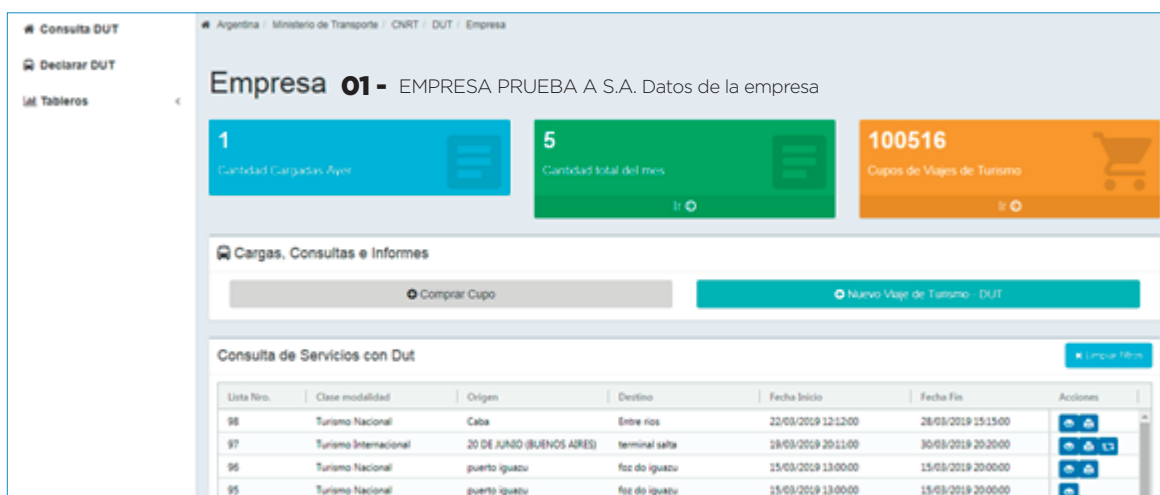 Consulta DUT
Declarar DUT
Tableros
Argentina / Ministerio de Transporte / CNRT / DUT / Empresa
Empresa 01 - EMPRESA PRUEBA A S.A. Datos de la empresa
1
Cantidad Cargadas Ayer
5
Cantidad total del mes
Ir
100516
Cupos de Viajes de Turismo
Ir
Cargas, Consultas e Informes
Comprar Cupo
Nuevo Viaje de Turismo - DUT
Consulta de Servicios con Dut
Limpiar Filtros
Lista Nro. Clase modalidad Origen Destino Fecha Inicio Fecha Fin Acciones
98 Turismo Nacional Caba Entre rios 22/03/2019 12:12:00 28/03/2019 15:15:00
97 Turismo Internacional 20 DE JUNIO (BUENOS AIRES) terminal salta 19/03/2019 20:11:00 30/03/2019 20:20:00
96 Turismo Nacional puerto iguazu foz do iguazu 15/03/2019 13:00:00 15/03/2019 20:00:00
95 Turismo Nacional puerto iguazu foz do iguazu 15/03/2019 13:00:00 15/03/2019 20:00:00